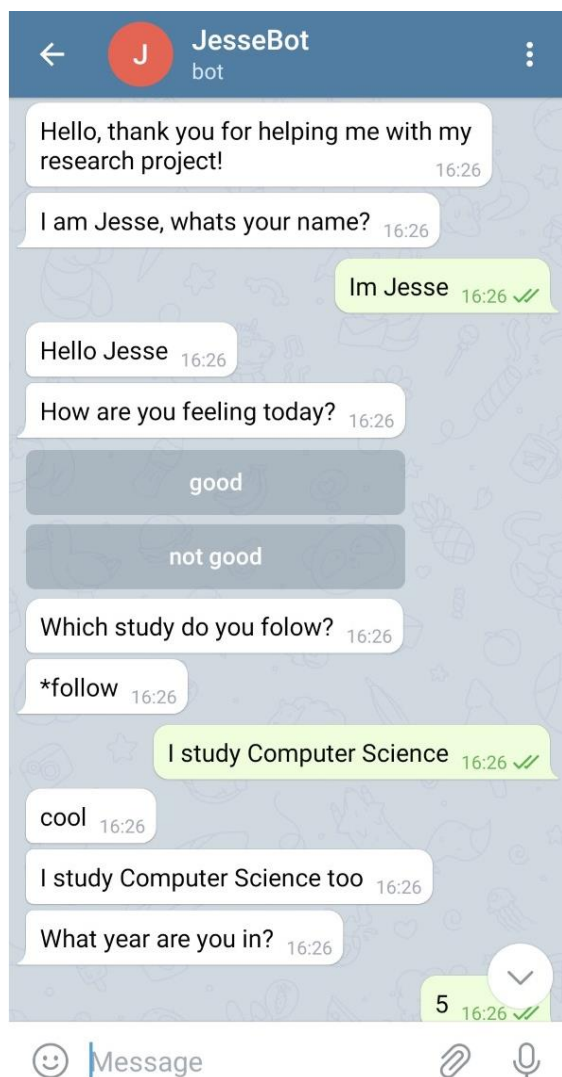 J
JesseBot
bot
Hello, thank you for helping me with my
research project!
16:26
I am Jesse, whats your name? 16:26
Im Jesse 16:26
Hello Jesse 16:26
How are you feeling today? 16:26
good
not good
Which study do you folow? 16:26
*follow 16:26
I study Computer Science 16:26
cool 16:26
I study Computer Science too 16:26
What year are you in? 16:26
5 16:26
Message